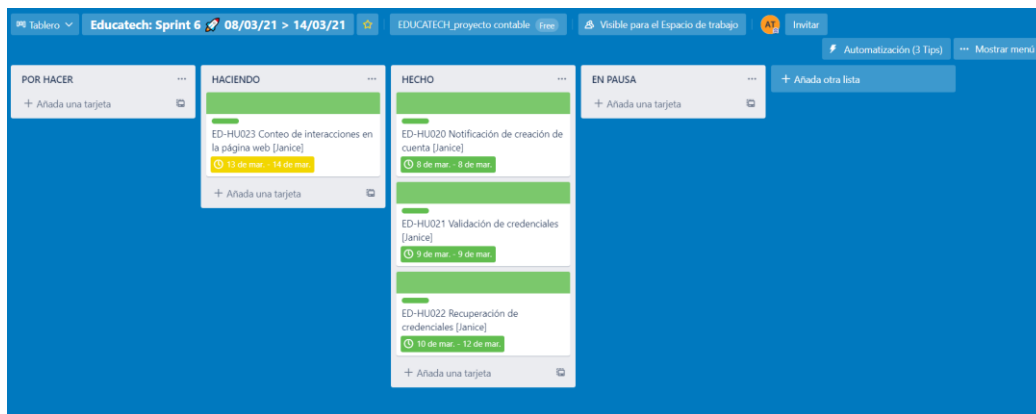 Tablero
Educatech: Sprint 6 🚀 08/03/21 > 14/03/21
EDUCATECH_proyecto contable Free
Visible para el Espacio de trabajo
AT
Invitar
Automatización (3 Tips)
... Mostrar menú
POR HACER ...
+ Añada una tarjeta
HACIENDO ...
ED-HU023 Conteo de interacciones en
la página web [Janice]
13 de mar. - 14 de mar.
+ Añada una tarjeta
HECHO ...
ED-HU020 Notificación de creación de
cuenta [Janice]
8 de mar. - 8 de mar.
ED-HU021 Validación de credenciales
[Janice]
9 de mar. - 9 de mar.
ED-HU022 Recuperación de
credenciales [Janice]
10 de mar. - 12 de mar.
+ Añada una tarjeta
EN PAUSA ...
+ Añada una tarjeta
+ Añada otra lista